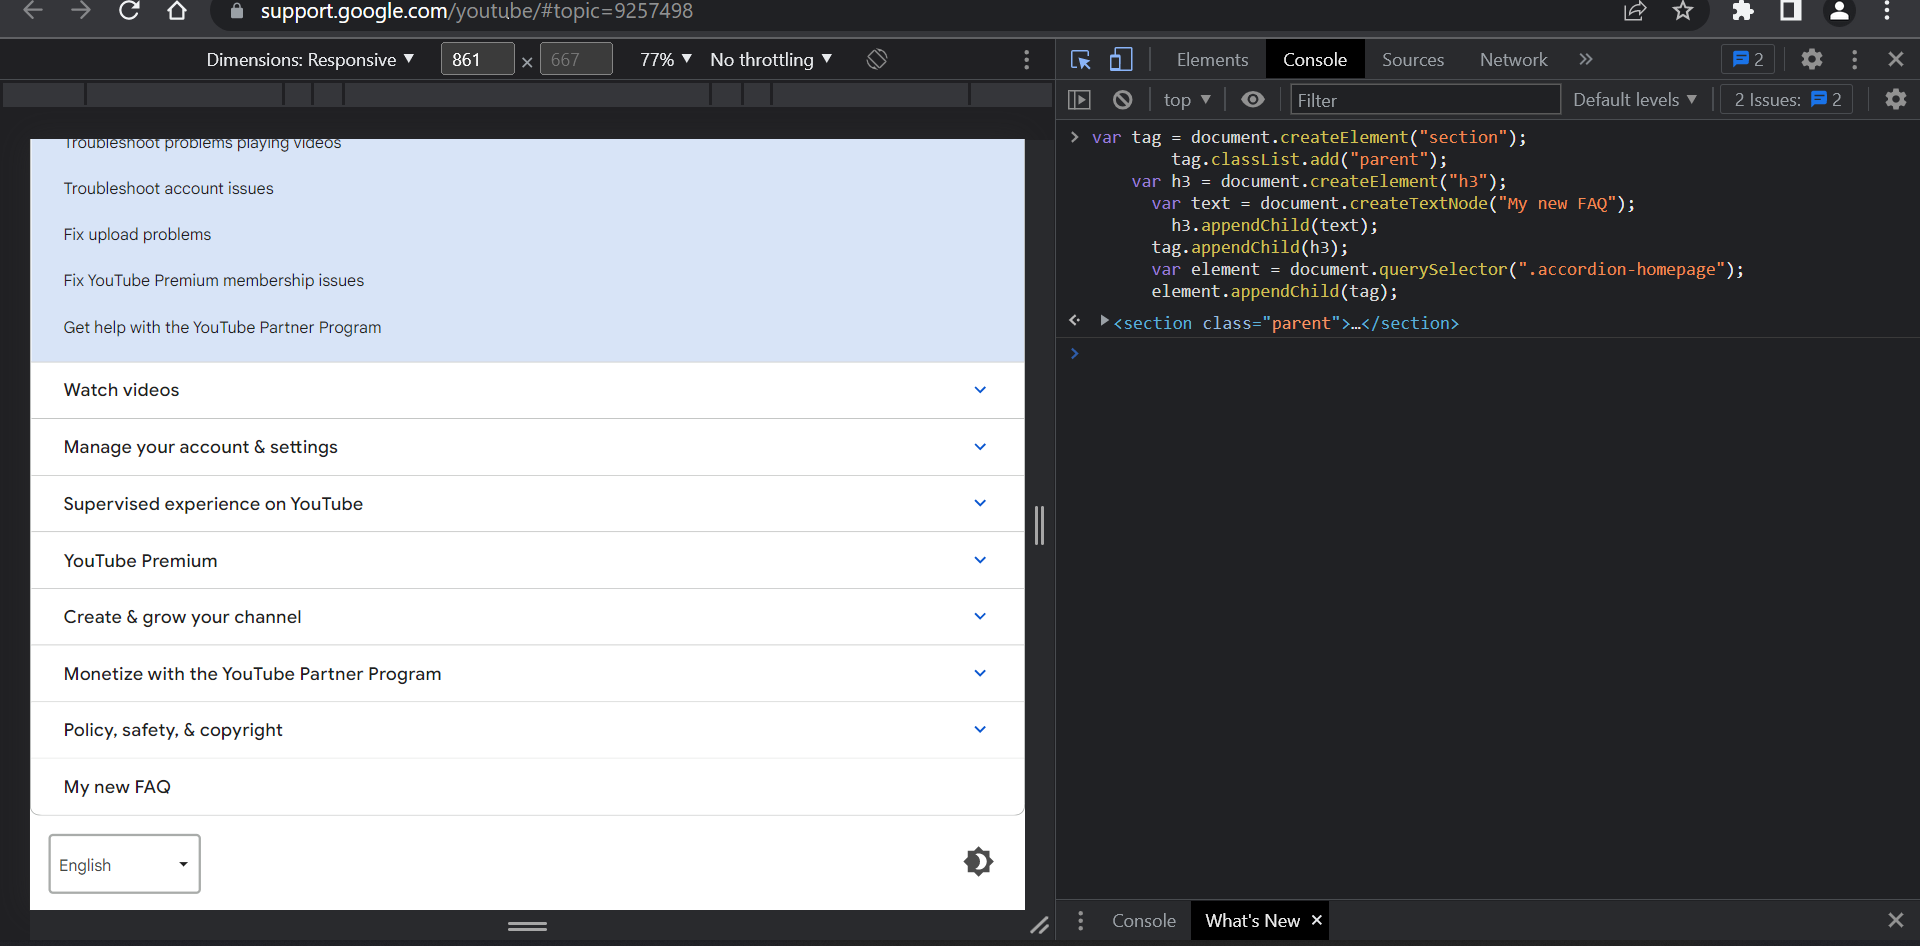 support.google.com/youtube/#topic=9257498
Dimensions: Responsive ▼ 861 × 667 77% ▼ No throttling ▼
Elements Console Sources Network » 2
top ▼ Filter Default levels ▼ 2 Issues: 2
Troubleshoot problems playing videos
Troubleshoot account issues
Fix upload problems
Fix YouTube Premium membership issues
Get help with the YouTube Partner Program
Watch videos
Manage your account & settings
Supervised experience on YouTube
YouTube Premium
Create & grow your channel
Monetize with the YouTube Partner Program
Policy, safety, & copyright
My new FAQ
English
var tag = document.createElement("section");
tag.classList.add("parent");
var h3 = document.createElement("h3");
var text = document.createTextNode("My new FAQ");
h3.appendChild(text);
tag.appendChild(h3);
var element = document.querySelector(".accordion-homepage");
element.appendChild(tag);
<section class="parent">…</section>
Console What's New ×